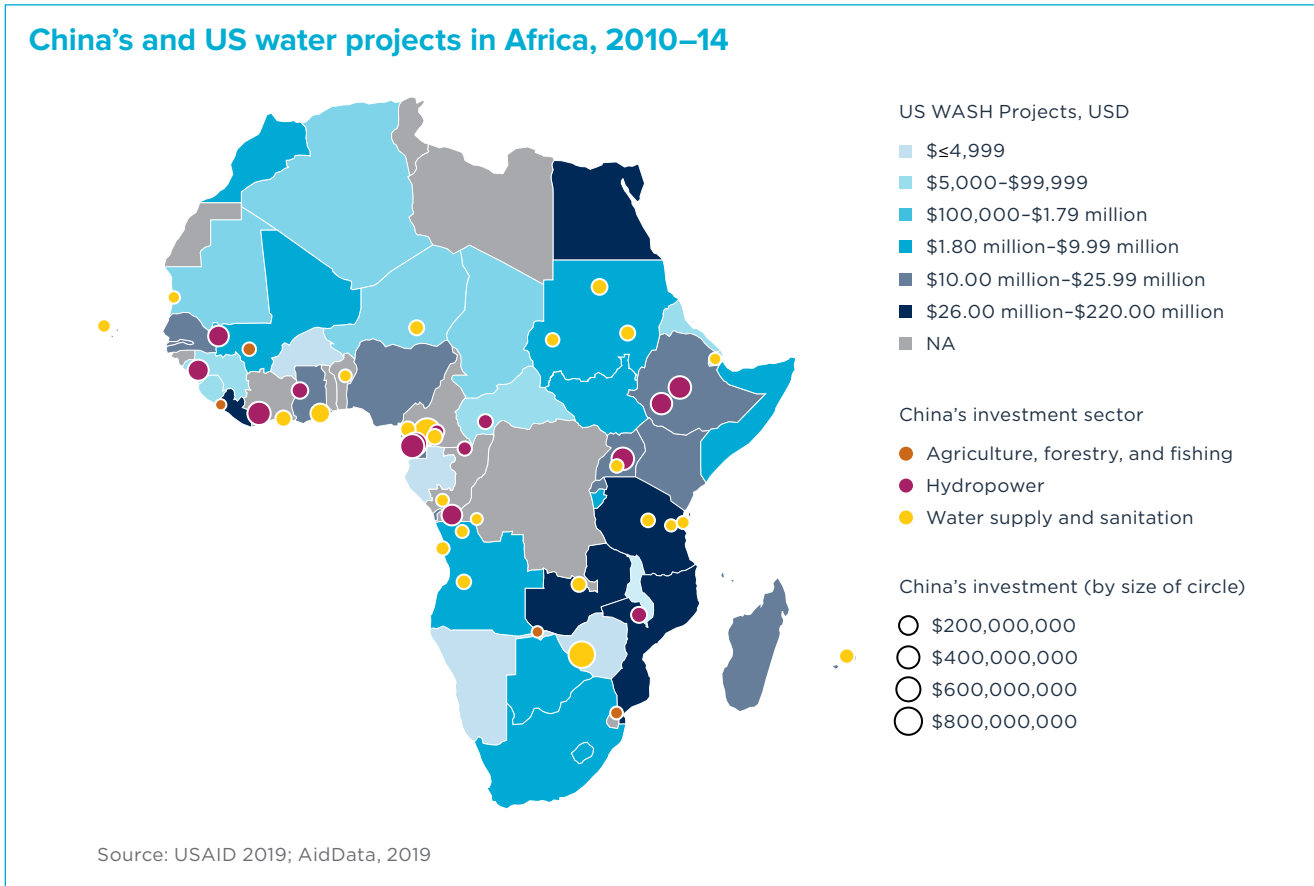 China’s and US water projects in Africa, 2010–14
US WASH Projects, USD
$≤4,999
$5,000–$99,999
$100,000–$1.79 million
$1.80 million–$9.99 million
$10.00 million–$25.99 million
$26.00 million–$220.00 million
NA
China’s investment sector
Agriculture, forestry, and fishing
Hydropower
Water supply and sanitation
China’s investment (by size of circle)
$200,000,000
$400,000,000
$600,000,000
$800,000,000
Source: USAID 2019; AidData, 2019